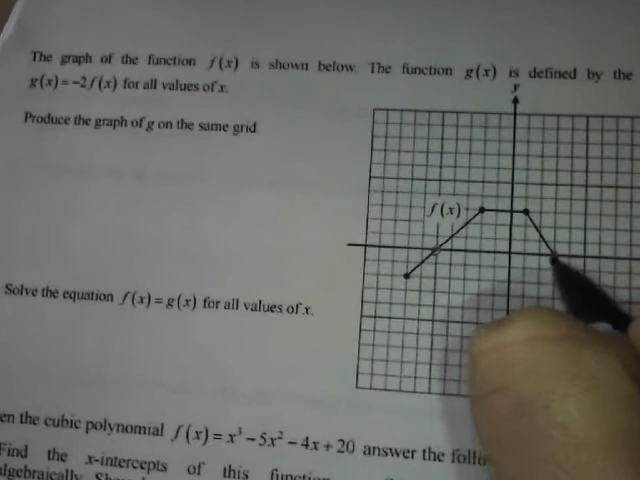 The graph of the function f(x) is shown below. The function g(x) is defined by the
g(x)=-2f(x) for all values of x.
Produce the graph of g on the same grid
y
f(x)
Solve the equation f(x)=g(x) for all values of x.
en the cubic polynomial f(x)=x³-5x²-4x+20 answer the follo
Find the x-intercepts of this function
algebraically.